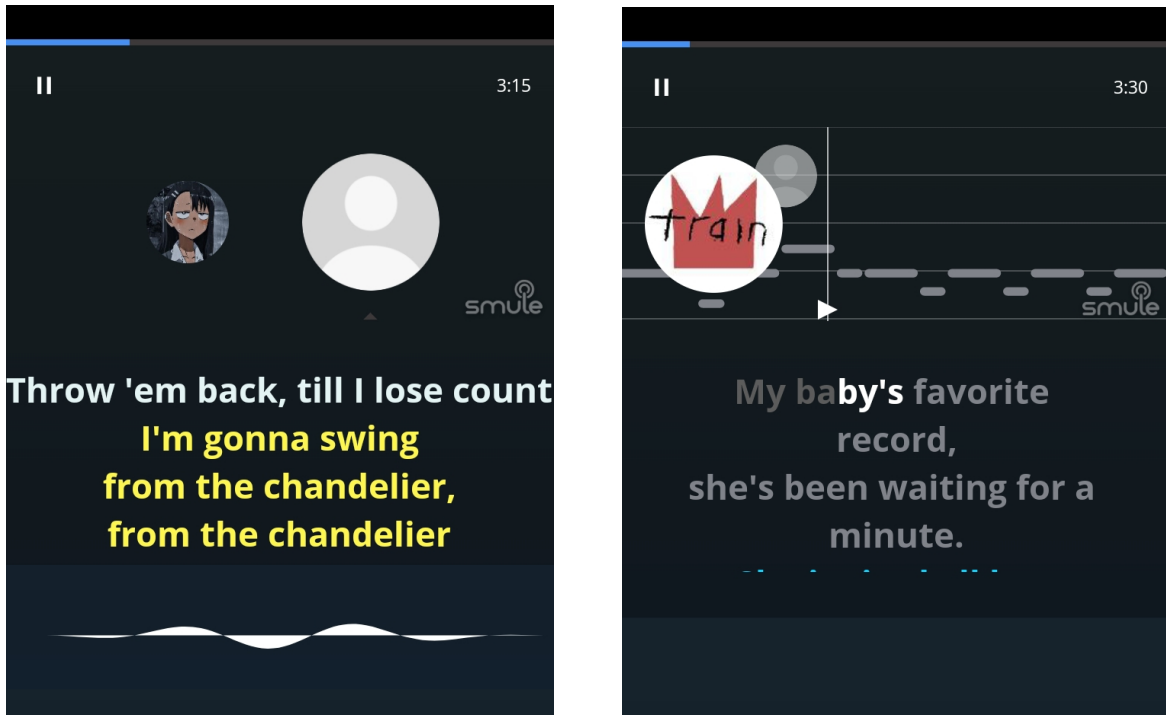 3:15
smule
Throw 'em back, till I lose count
I'm gonna swing
from the chandelier,
from the chandelier
3:30
train
smule
My baby's favorite
record,
she's been waiting for a
minute.